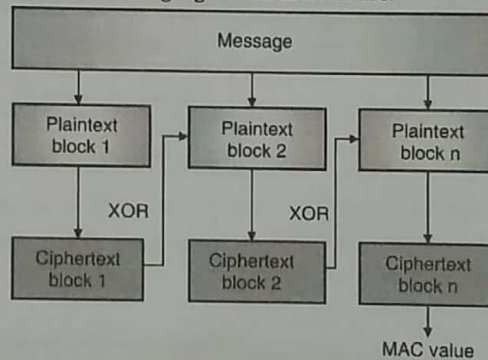 Message
Plaintext
block 1
Plaintext
block 2
Plaintext
block n
XOR
XOR
Ciphertext
block 1
Ciphertext
block 2
Ciphertext
block n
MAC value